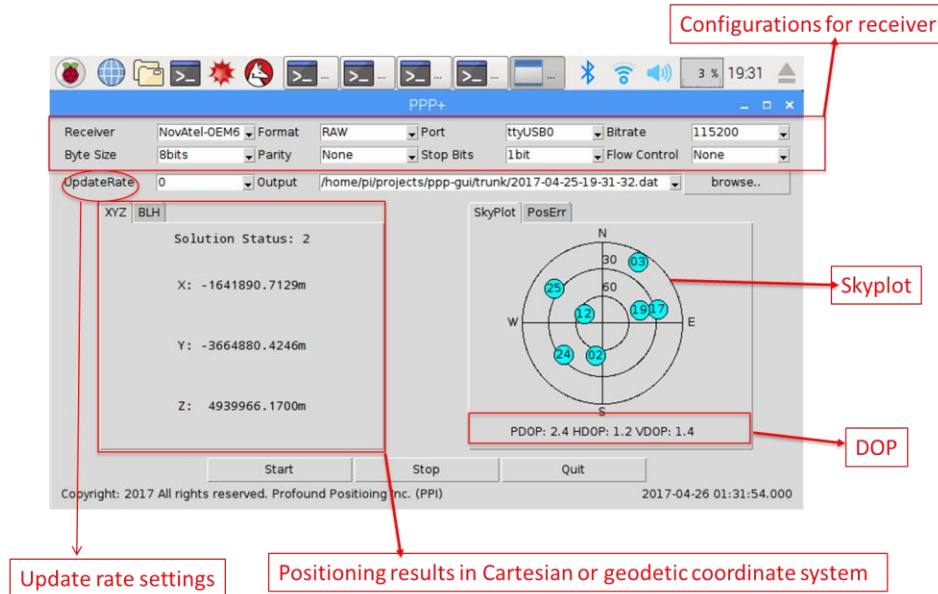 Configurations for receiver
>_ ... >_ ... >_ ... >_ ... ... 3 % 19:31
PPP+
Receiver NovAtel-OEM6 Format RAW Port ttyUSB0 Bitrate 115200
Byte Size 8bits Parity None Stop Bits 1bit Flow Control None
UpdateRate 0 Output /home/pi/projects/ppp-gui/trunk/2017-04-25-19-31-32.dat browse..
XYZ BLH SkyPlot PosErr
Solution Status: 2
N
30 03
X: -1641890.7129m
25 60
Skyplot
12 19 17
W E
Y: -3664880.4246m
24 02
Z: 4939966.1700m
S
PDOP: 2.4 HDOP: 1.2 VDOP: 1.4
DOP
Start Stop Quit
Copyright: 2017 All rights reserved. Profound Positioing Inc. (PPI) 2017-04-26 01:31:54.000
Update rate settings
Positioning results in Cartesian or geodetic coordinate system